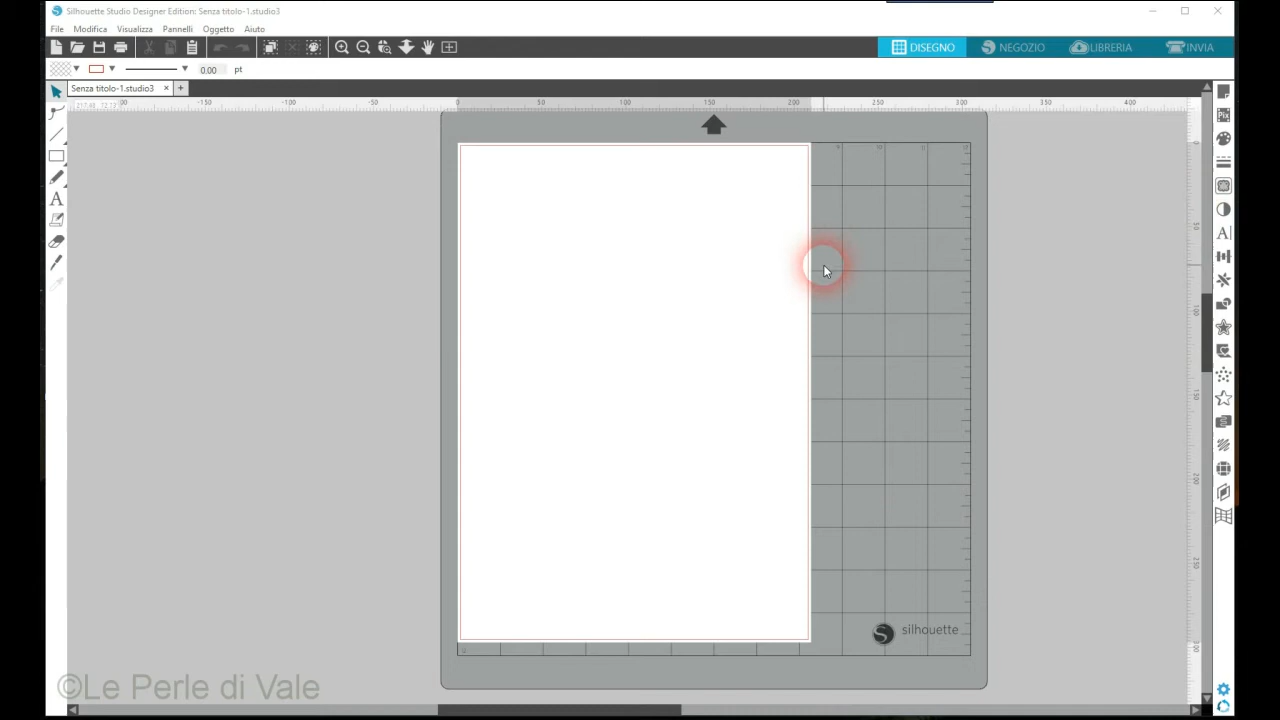 Silhouette Studio Designer Edition: Senza titolo-1.studio3
File Modifica Visualizza Pannelli Oggetto Aiuto
DISEGNO NEGOZIO LIBRERIA INVIA
0.00 pt
Senza titolo-1.studio3
-150 -100 -50 0 50 100 150 200 250 300 350 400
silhouette
©Le Perle di Vale